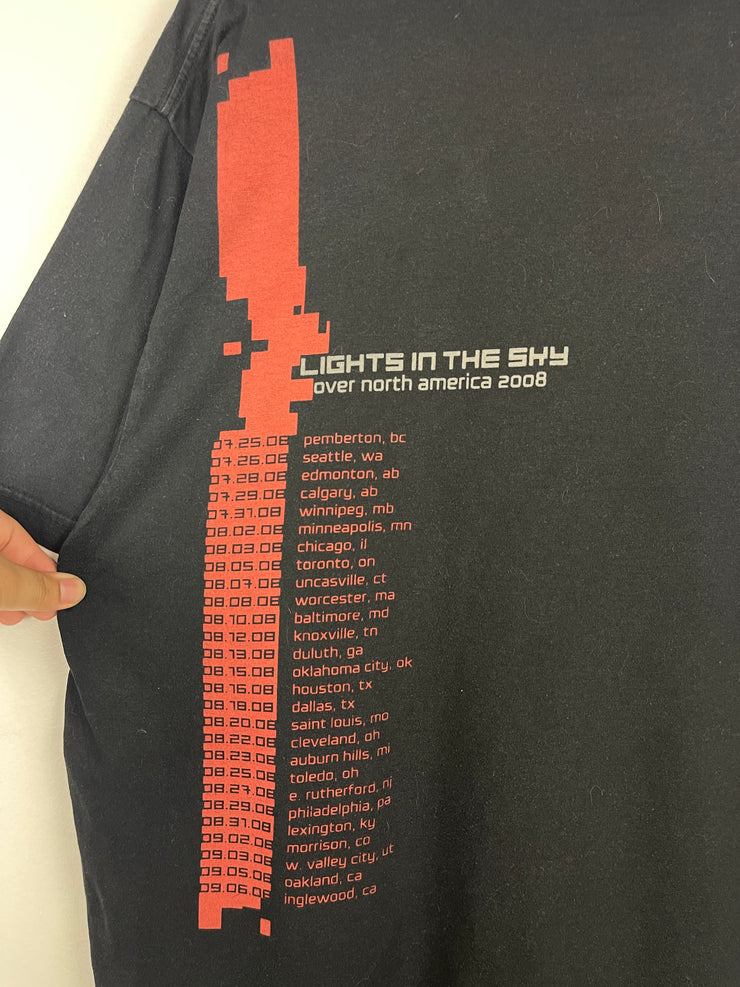 LIGHTS IN THE SKY
over north america 2008
07.25.08 pemberton, bc
07.26.08 seattle, wa
07.28.08 edmonton, ab
07.29.08 calgary, ab
07.31.08 winnipeg, mb
08.02.08 minneapolis, mn
08.03.08 chicago, il
08.05.08 toronto, on
08.07.08 uncasville, ct
08.08.08 worcester, ma
08.10.08 baltimore, md
08.12.08 knoxville, tn
08.13.08 duluth, ga
08.15.08 oklahoma city, ok
08.16.08 houston, tx
08.18.08 dallas, tx
08.20.08 saint louis, mo
08.22.08 cleveland, oh
08.23.08 auburn hills, mi
08.25.08 toledo, oh
08.27.08 e. rutherford, nj
08.29.08 philadelphia, pa
08.31.08 lexington, ky
09.02.08 morrison, co
09.03.08 w. valley city, ut
09.05.08 oakland, ca
09.06.08 inglewood, ca